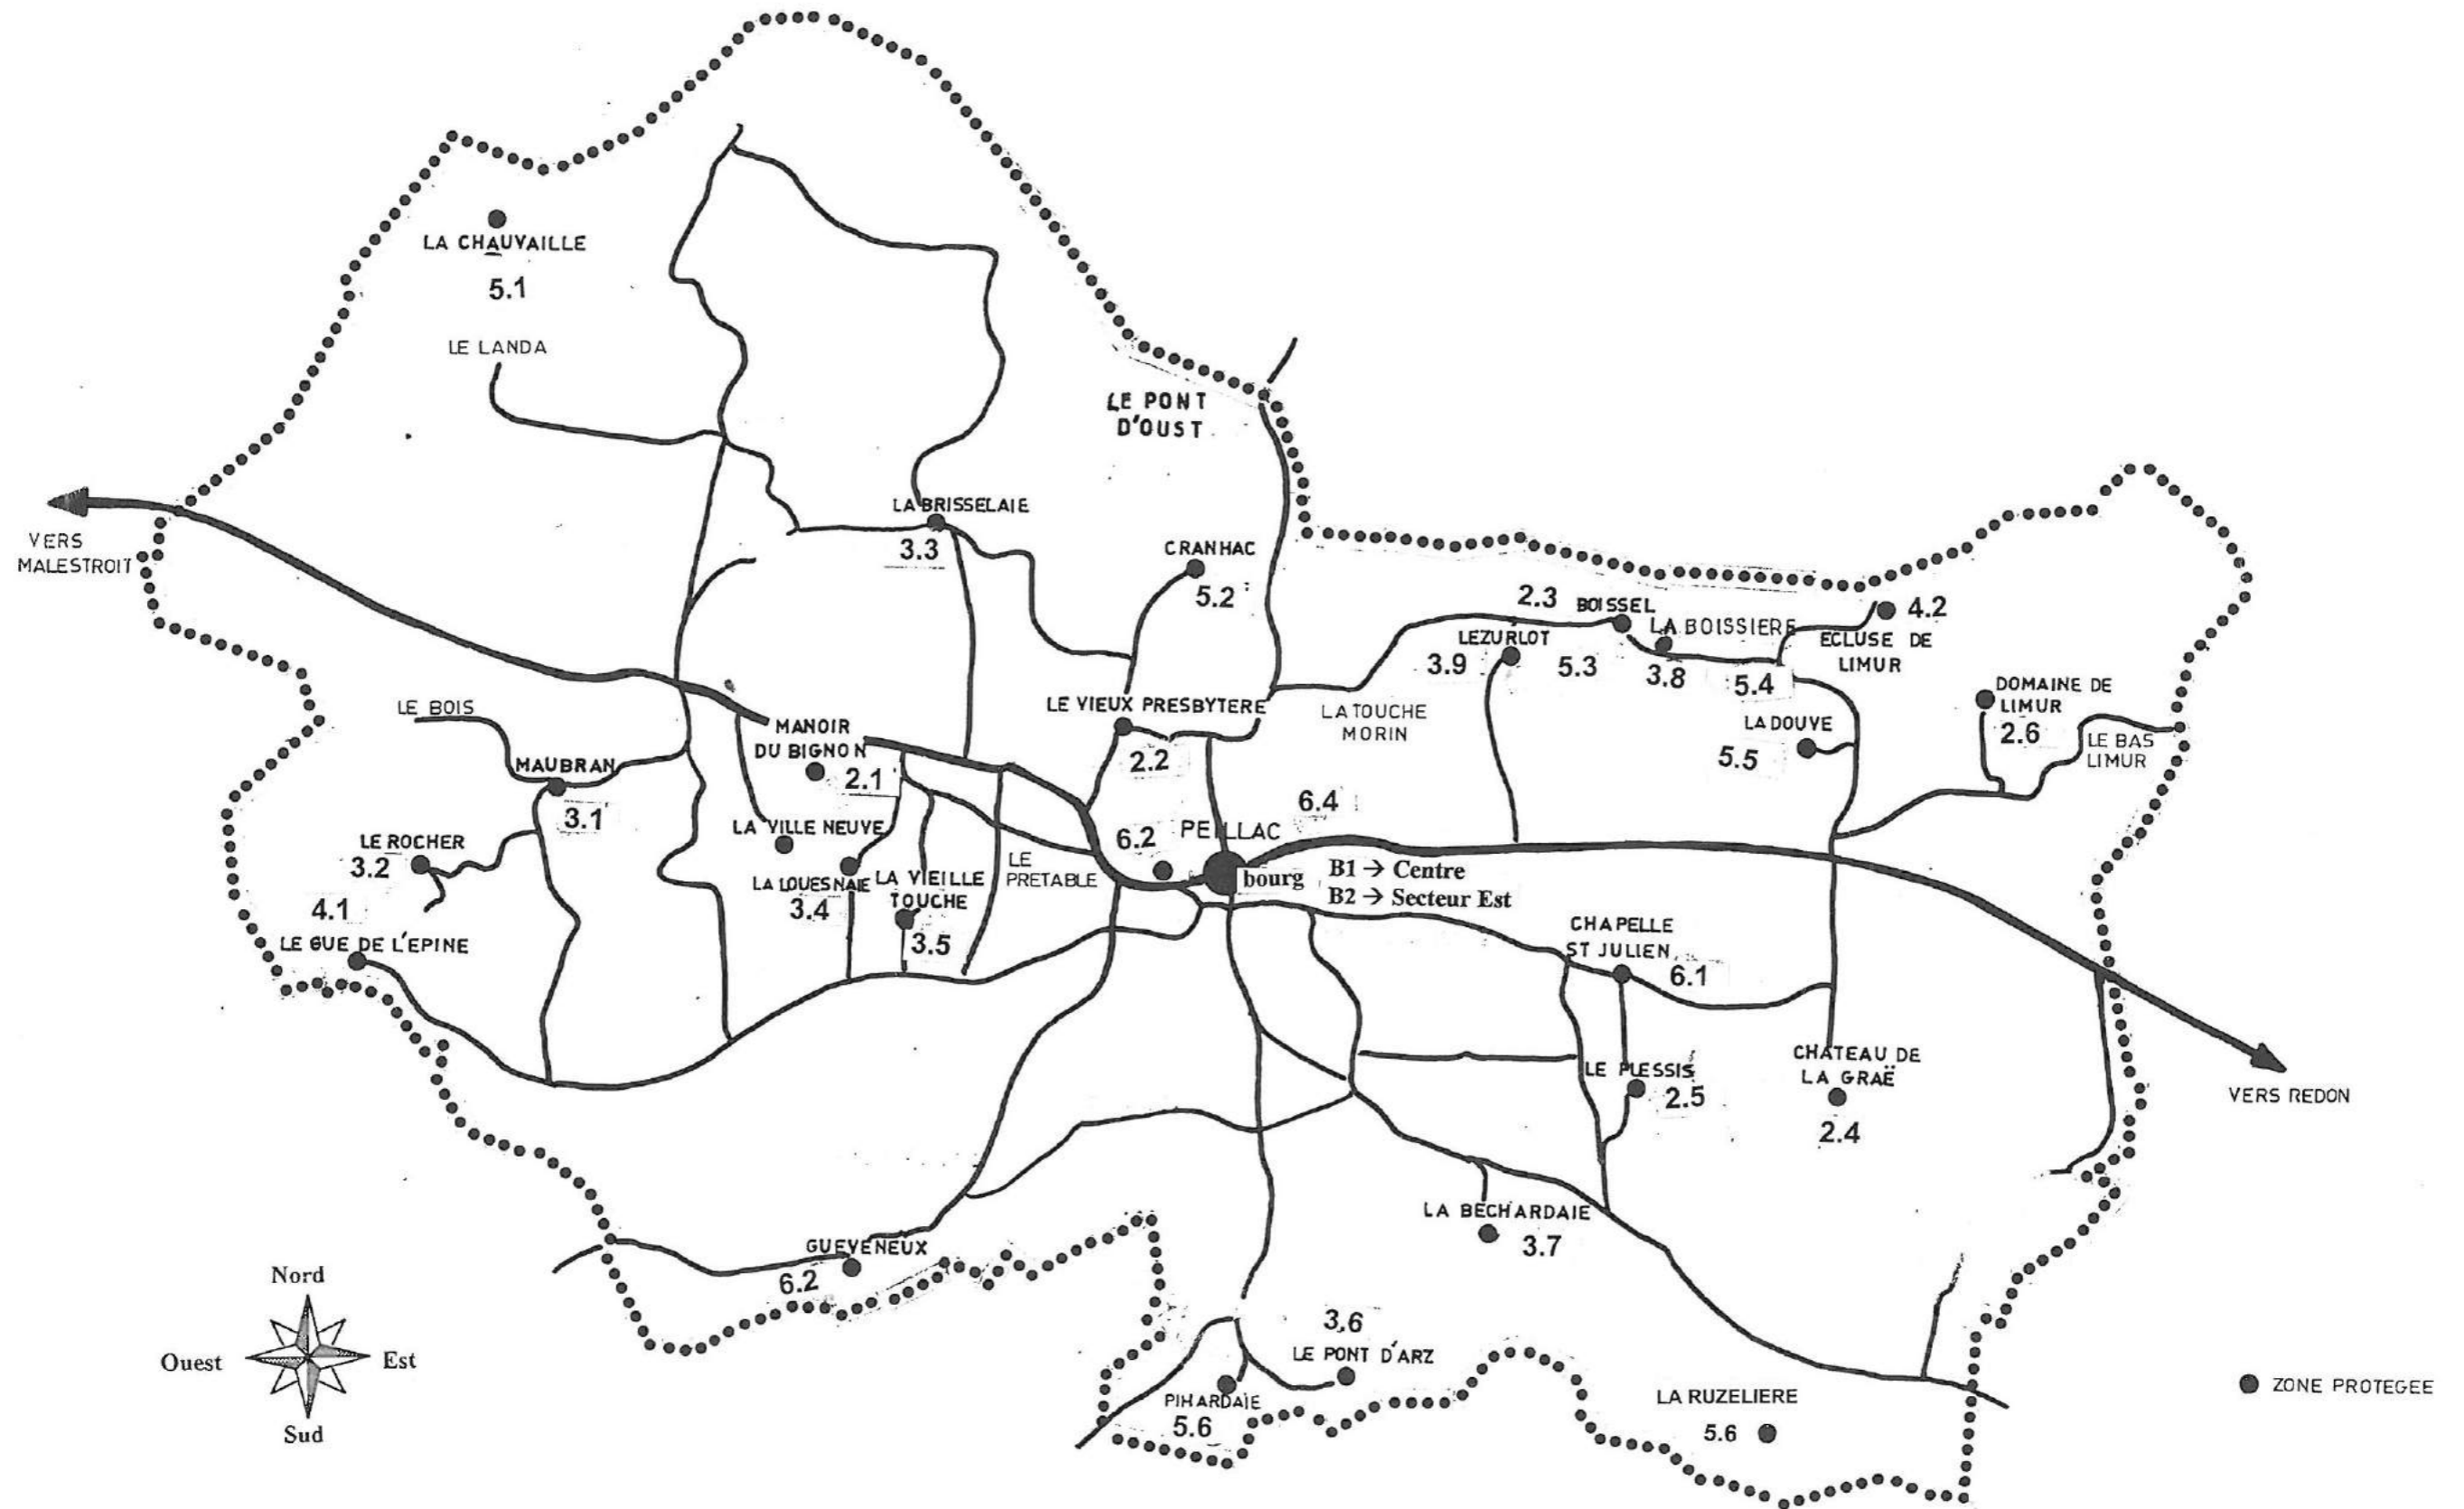 LA CHAUVAILLE
5.1
LE LANDA
LE PONT
D'OUST
VERS
MALESTROIT
LA BRISSELAIE
3.3
CRANHAC
5.2
2.3
BOISSEL
LA BOISSIERE
4.2
ECLUSE DE
LIMUR
LEZURLOT
3.9
5.3
3.8
5.4
DOMAINE DE
LIMUR
2.6
LE BAS
LIMUR
LE BOIS
MANOIR
DU BIGNON
2.1
LE VIEUX PRESBYTERE
2.2
LA TOUCHE
MORIN
LA DOUVE
5.5
MAUBRAN
3.1
LE ROCHER
3.2
LA VILLE NEUVE
LA LOUESNAIE
3.4
LA VIEILLE
TOUCHE
3.5
LE
PRETABLE
6.2
PEILLAC
6.4
bourg
B1 → Centre
B2 → Secteur Est
4.1
LE GUE DE L'EPINE
CHAPELLE
ST JULIEN
6.1
LE PLESSIS
2.5
CHATEAU DE
LA GRAË
2.4
VERS REDON
LA BECHARDAIE
3.7
GUEVENEUX
6.2
Nord
Ouest
Est
Sud
3,6
LE PONT D'ARZ
PIHARDAIE
5.6
LA RUZELIERE
5.6
ZONE PROTEGEE